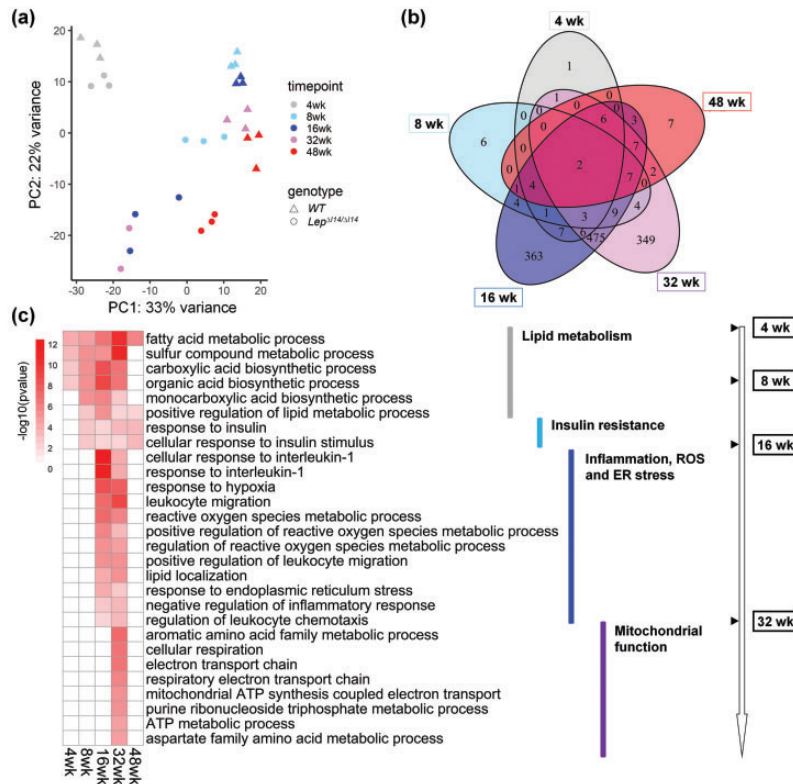 (a)
20
10
0
-10
-20
PC2: 22% variance
-30
-20
-10
0
10
20
PC1: 33% variance
timepoint
4wk
8wk
16wk
32wk
48wk
genotype
WT
Lep^ΔI14/ΔI14
(b)
4 wk
48 wk
8 wk
16 wk
32 wk
1
1
0
0
0
0
0
0
6
3
7
6
0
7
0
2
7
2
0
1
4
4
4
1
3
9
7
6
475
363
349
(c)
12
10
8
6
4
2
0
-log10(pvalue)
fatty acid metabolic process
sulfur compound metabolic process
carboxylic acid biosynthetic process
organic acid biosynthetic process
monocarboxylic acid biosynthetic process
positive regulation of lipid metabolic process
response to insulin
cellular response to insulin stimulus
cellular response to interleukin-1
response to interleukin-1
response to hypoxia
leukocyte migration
reactive oxygen species metabolic process
positive regulation of reactive oxygen species metabolic process
regulation of reactive oxygen species metabolic process
positive regulation of leukocyte migration
lipid localization
response to endoplasmic reticulum stress
negative regulation of inflammatory response
regulation of leukocyte chemotaxis
aromatic amino acid family metabolic process
cellular respiration
electron transport chain
respiratory electron transport chain
mitochondrial ATP synthesis coupled electron transport
purine ribonucleoside triphosphate metabolic process
ATP metabolic process
aspartate family amino acid metabolic process
4wk
8wk
16wk
32wk
48wk
Lipid metabolism
Insulin resistance
Inflammation, ROS
and ER stress
Mitochondrial
function
4 wk
8 wk
16 wk
32 wk